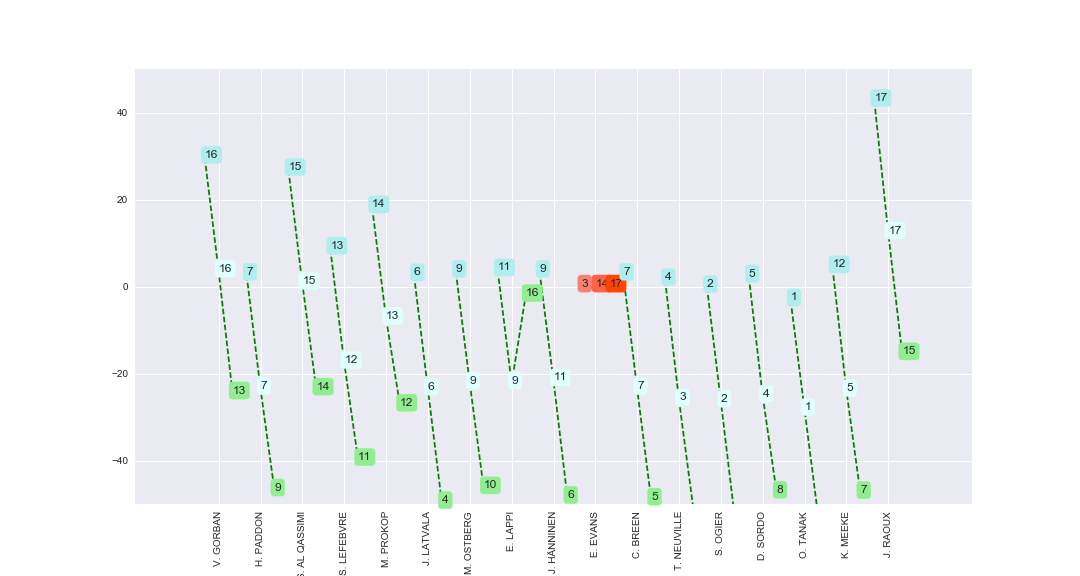 17
40
16
15
14
20
13
16 7 15 6 9 11 9 7 4 2 5 1 12 17
0 3 14 17
16
13
15
−20 12
13 7 14 6 9 9 11 7 3 2 4 1 5
12
−40 11
9 4 10 6 5 8 7
V. GORBAN
H. PADDON
S. AL QASSIMI
S. LEFEBVRE
M. PROKOP
J. LATVALA
M. OSTBERG
E. LAPPI
J. HANNINEN
E. EVANS
C. BREEN
T. NEUVILLE
S. OGIER
D. SORDO
O. TANAK
K. MEEKE
J. RAOUX